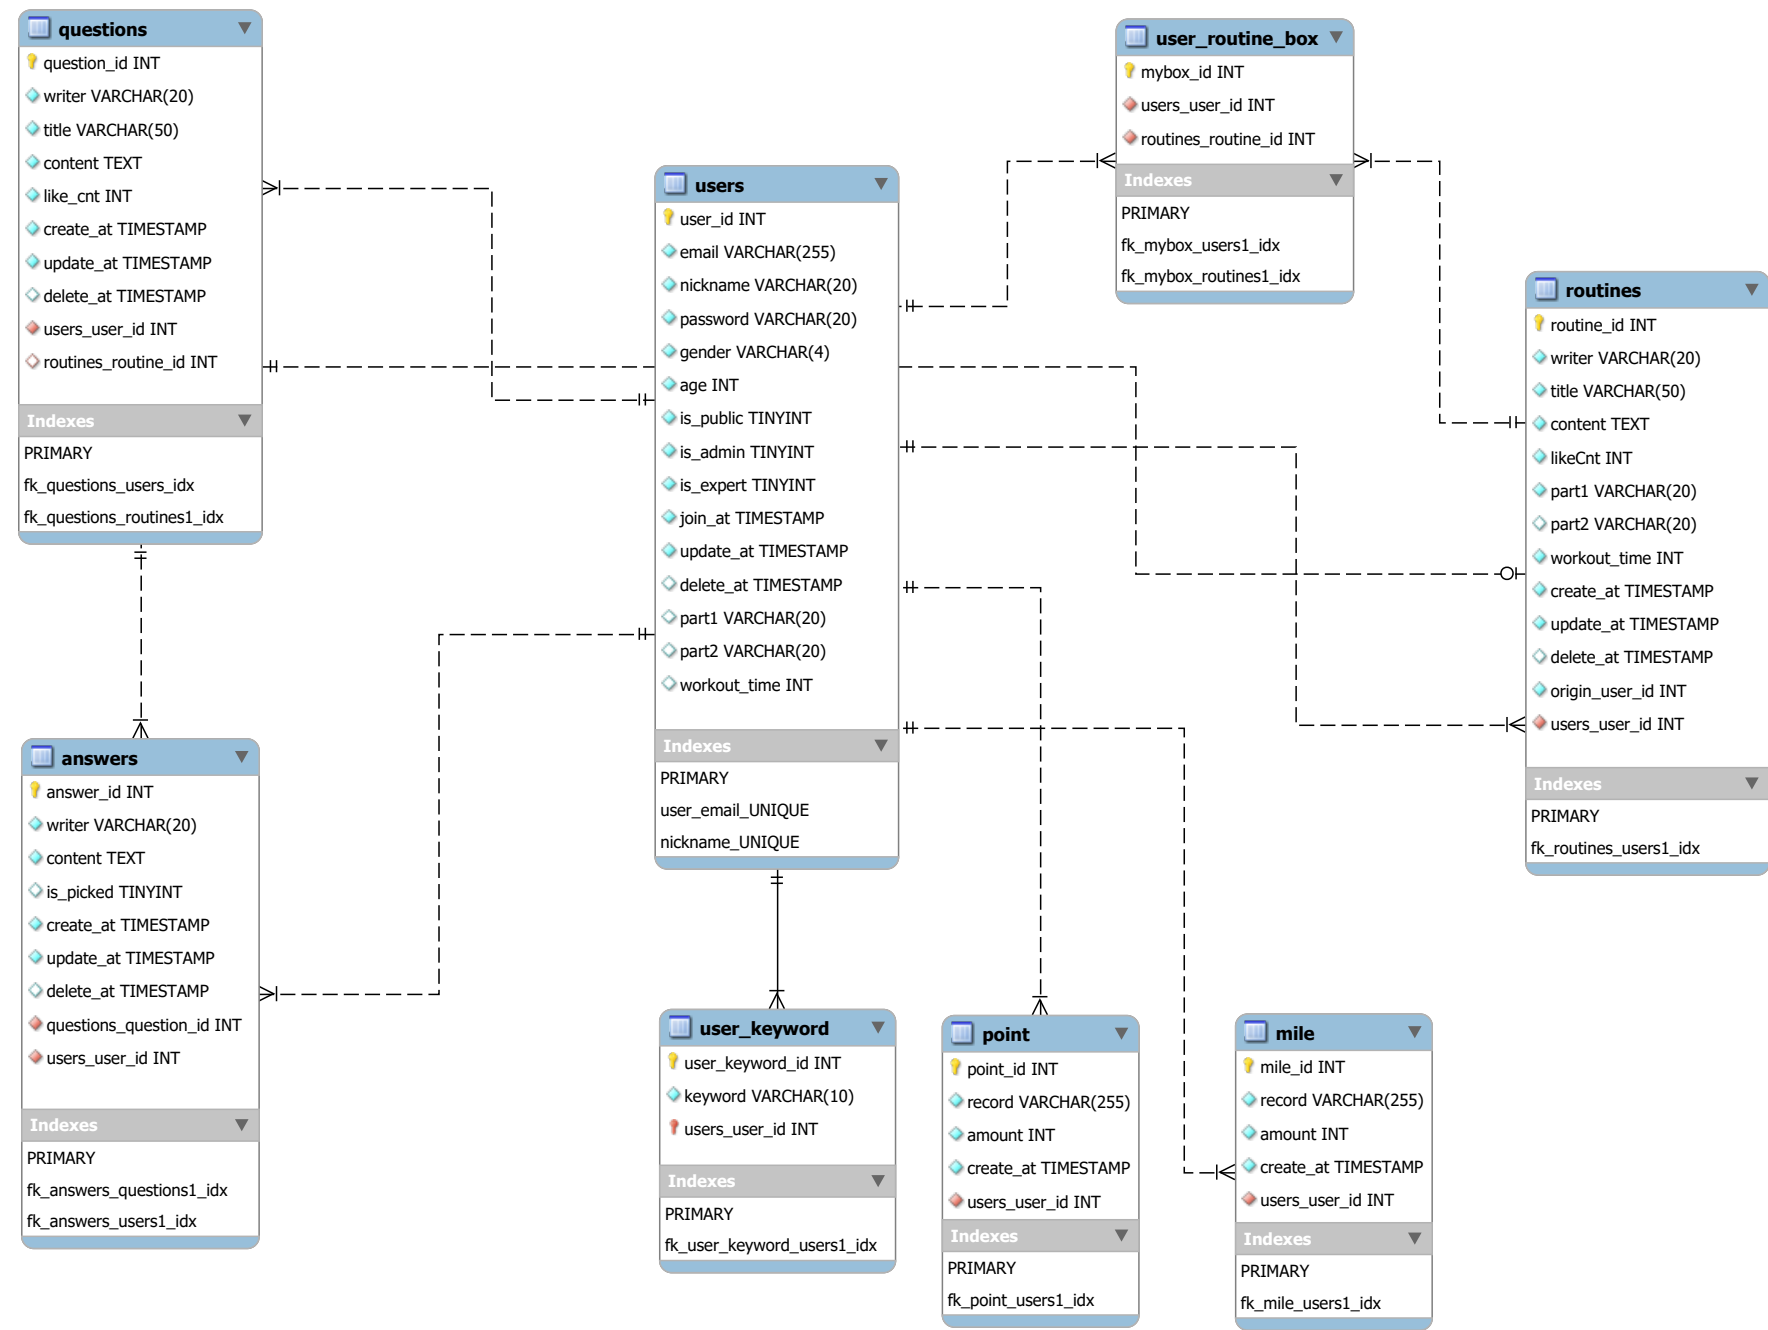 questions
question_id INT
writer VARCHAR(20)
title VARCHAR(50)
content TEXT
like_cnt INT
create_at TIMESTAMP
update_at TIMESTAMP
delete_at TIMESTAMP
users_user_id INT
routines_routine_id INT
Indexes
PRIMARY
fk_questions_users_idx
fk_questions_routines1_idx
answers
answer_id INT
writer VARCHAR(20)
content TEXT
is_picked TINYINT
create_at TIMESTAMP
update_at TIMESTAMP
delete_at TIMESTAMP
questions_question_id INT
users_user_id INT
Indexes
PRIMARY
fk_answers_questions1_idx
fk_answers_users1_idx
users
user_id INT
email VARCHAR(255)
nickname VARCHAR(20)
password VARCHAR(20)
gender VARCHAR(4)
age INT
is_public TINYINT
is_admin TINYINT
is_expert TINYINT
join_at TIMESTAMP
update_at TIMESTAMP
delete_at TIMESTAMP
part1 VARCHAR(20)
part2 VARCHAR(20)
workout_time INT
Indexes
PRIMARY
user_email_UNIQUE
nickname_UNIQUE
user_keyword
user_keyword_id INT
keyword VARCHAR(10)
users_user_id INT
Indexes
PRIMARY
fk_user_keyword_users1_idx
point
point_id INT
record VARCHAR(255)
amount INT
create_at TIMESTAMP
users_user_id INT
Indexes
PRIMARY
fk_point_users1_idx
mile
mile_id INT
record VARCHAR(255)
amount INT
create_at TIMESTAMP
users_user_id INT
Indexes
PRIMARY
fk_mile_users1_idx
user_routine_box
mybox_id INT
users_user_id INT
routines_routine_id INT
Indexes
PRIMARY
fk_mybox_users1_idx
fk_mybox_routines1_idx
routines
routine_id INT
writer VARCHAR(20)
title VARCHAR(50)
content TEXT
likeCnt INT
part1 VARCHAR(20)
part2 VARCHAR(20)
workout_time INT
create_at TIMESTAMP
update_at TIMESTAMP
delete_at TIMESTAMP
origin_user_id INT
users_user_id INT
Indexes
PRIMARY
fk_routines_users1_idx